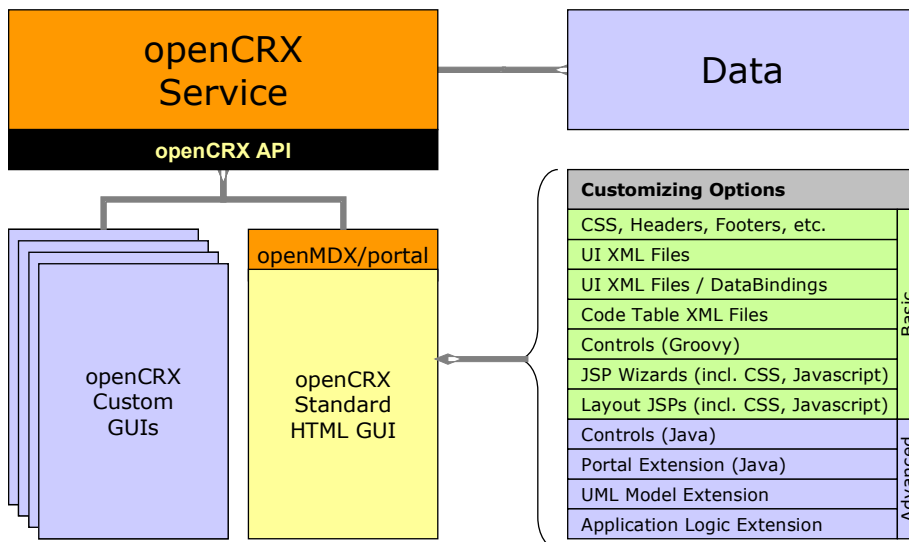 openCRX
Service
Data
openCRX API
openMDX/portal
openCRX
Custom
GUIs
openCRX
Standard
HTML GUI
Customizing Options
CSS, Headers, Footers, etc.
UI XML Files
UI XML Files / DataBindings
Code Table XML Files
Controls (Groovy)
JSP Wizards (incl. CSS, Javascript)
Layout JSPs (incl. CSS, Javascript)
Basic
Controls (Java)
Portal Extension (Java)
UML Model Extension
Application Logic Extension
Advanced